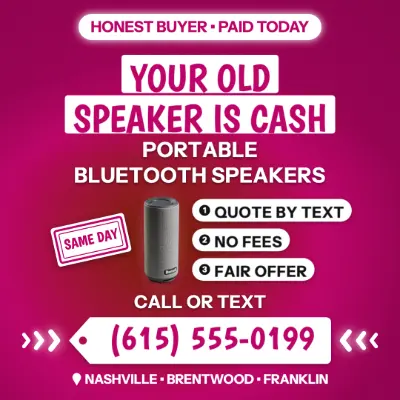 HONEST BUYER • PAID TODAY
YOUR OLD
SPEAKER IS CASH
PORTABLE
BLUETOOTH SPEAKERS
SAME DAY
1 QUOTE BY TEXT
2 NO FEES
3 FAIR OFFER
CALL OR TEXT
(615) 555-0199
NASHVILLE • BRENTWOOD • FRANKLIN